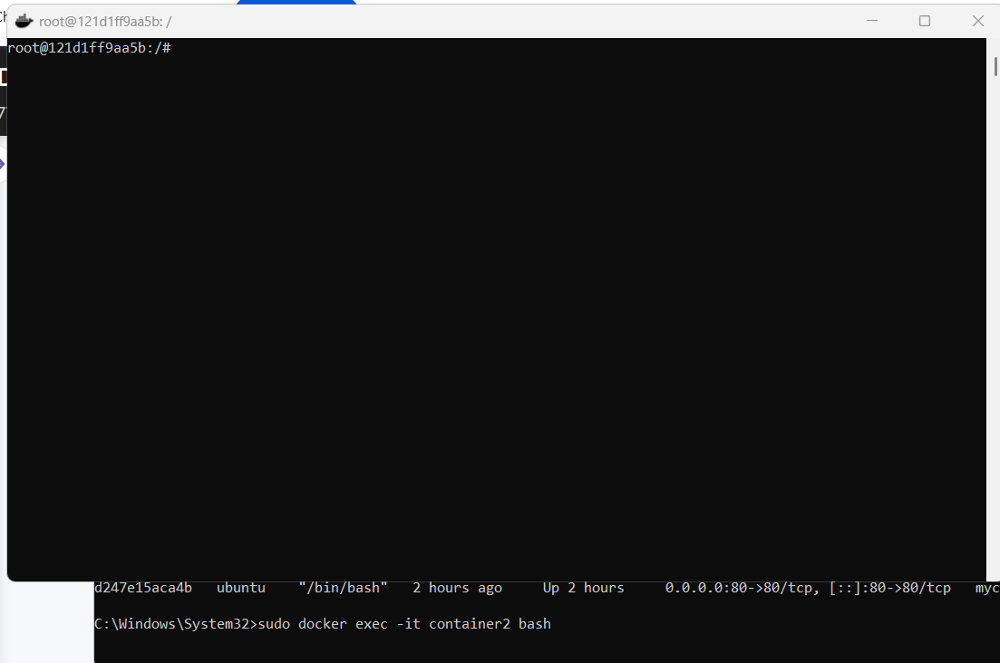 root@121d1ff9aa5b: /
root@121d1ff9aa5b:/#
d247e15aca4b ubuntu "/bin/bash" 2 hours ago Up 2 hours 0.0.0.0:80->80/tcp, [::]:80->80/tcp myc
C:\Windows\System32>sudo docker exec -it container2 bash